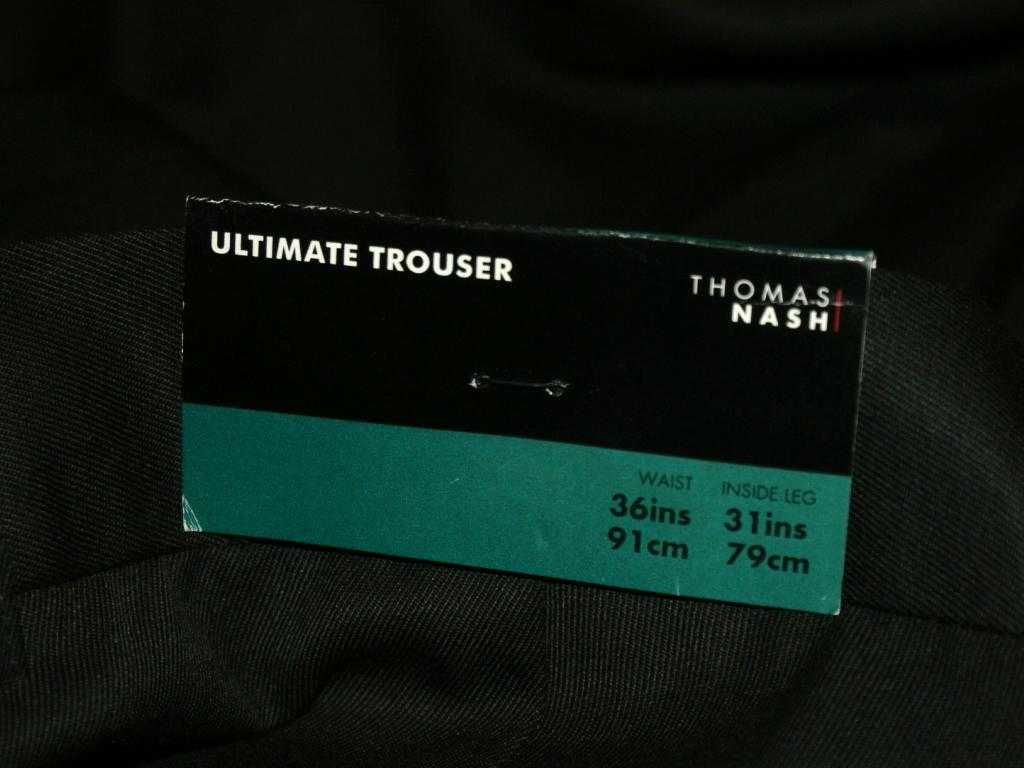 ULTIMATE TROUSER
THOMAS
NASH
WAIST INSIDE LEG
36ins 31ins
91cm 79cm